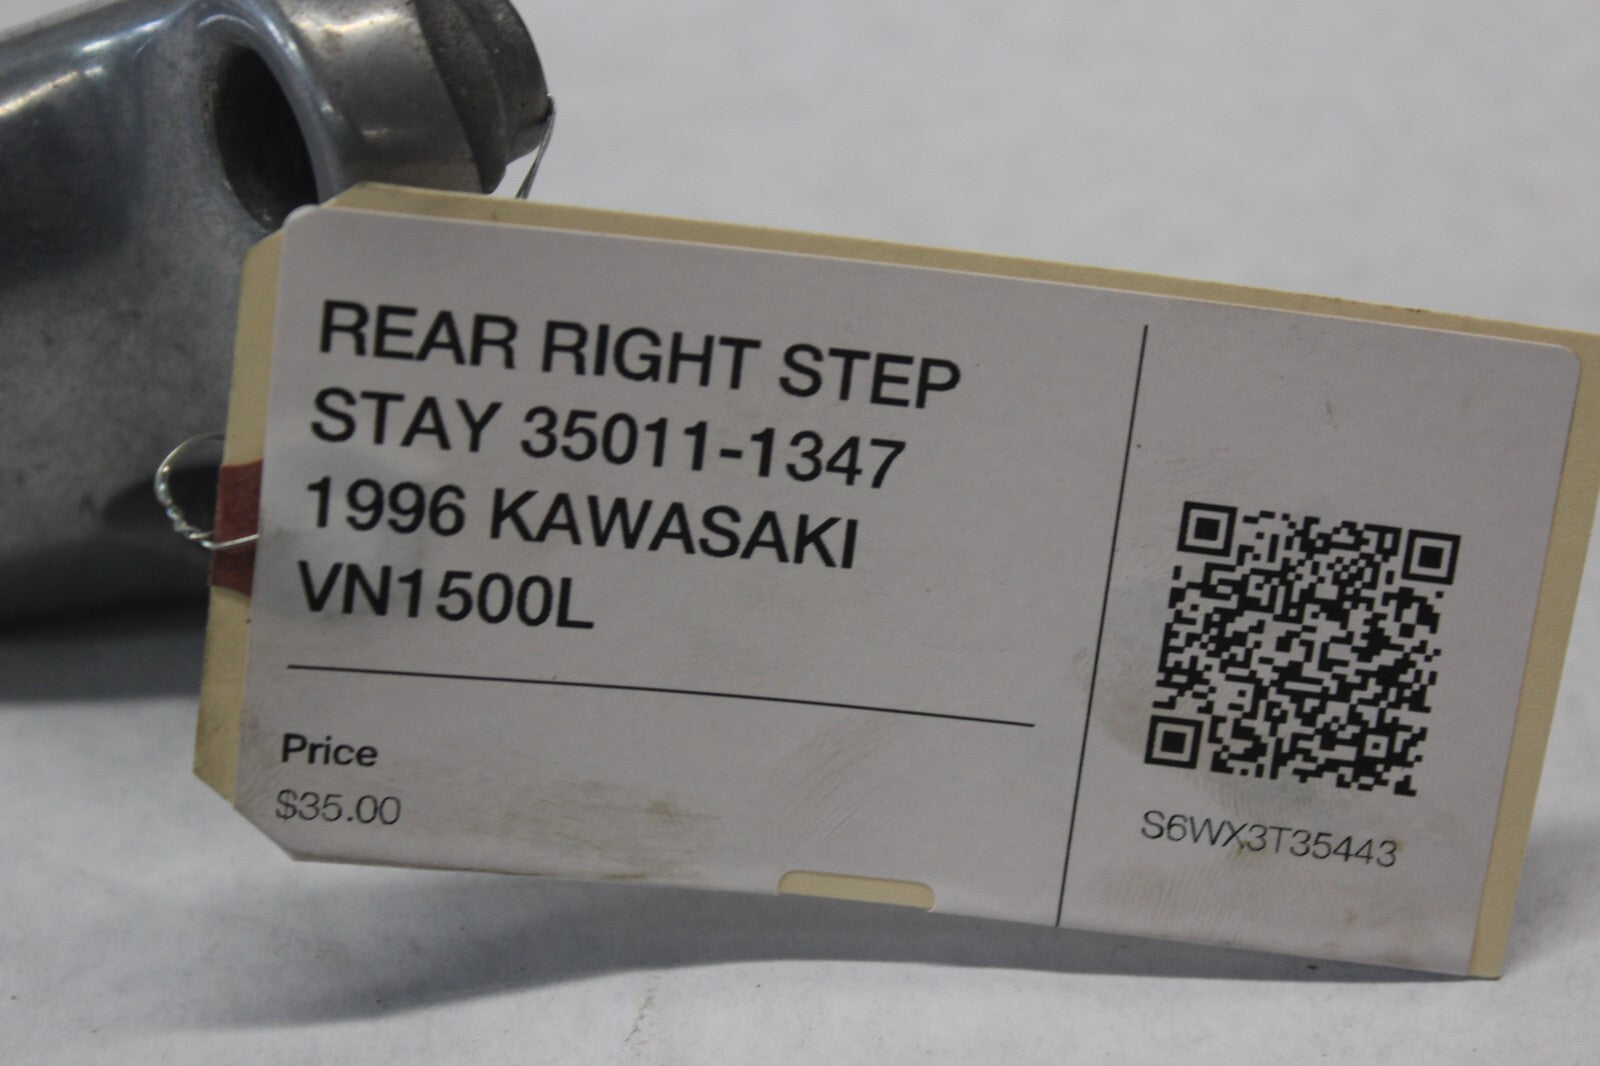 REAR RIGHT STEP
STAY 35011-1347
1996 KAWASAKI
VN1500L
Price
$35.00
S6WX3T35443